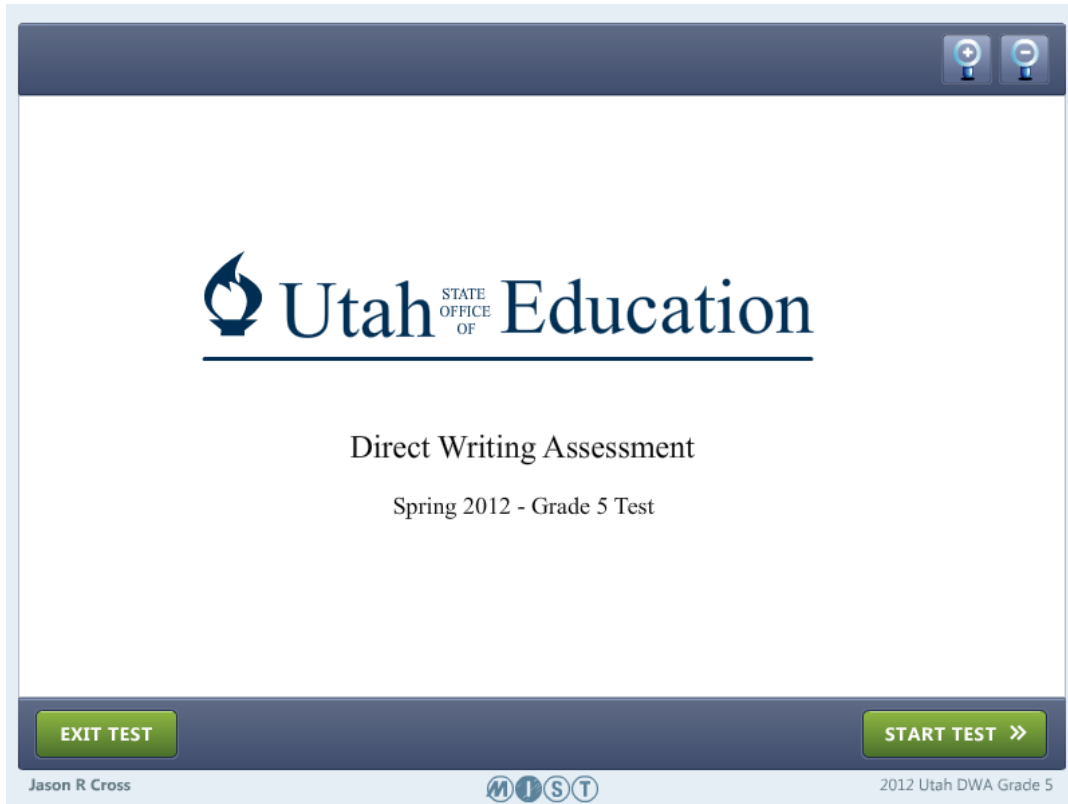 Utah STATE OFFICE OF Education
Direct Writing Assessment
Spring 2012 - Grade 5 Test
EXIT TEST
START TEST »
Jason R Cross
MIST
2012 Utah DWA Grade 5